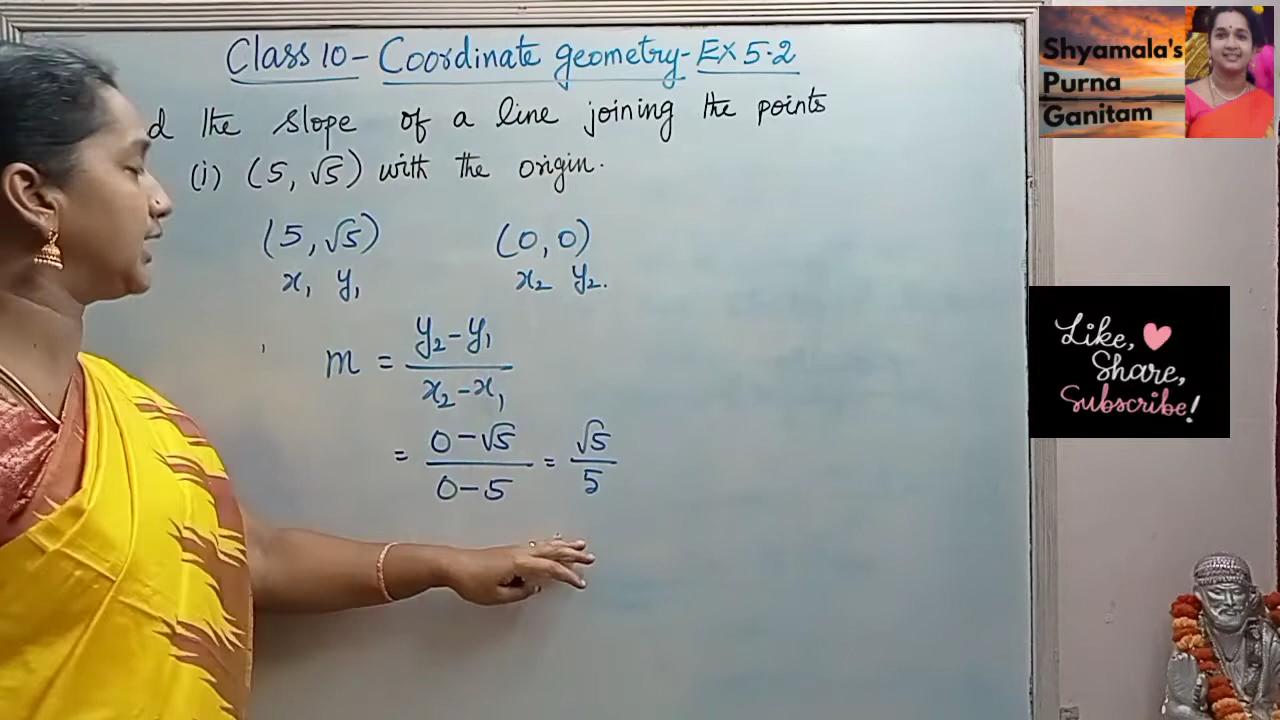 Class 10 - Coordinate geometry - EX 5.2
the slope of a line joining the points
(i) (5, √5) with the origin.
(5, √5) (0, 0)
x₁ y₁ x₂ y₂.
m = y₂ - y₁ / x₂ - x₁
= 0 - √5 / 0 - 5 = √5 / 5
Shyamala's
Purna
Ganitam
Like,
Share,
Subscribe!